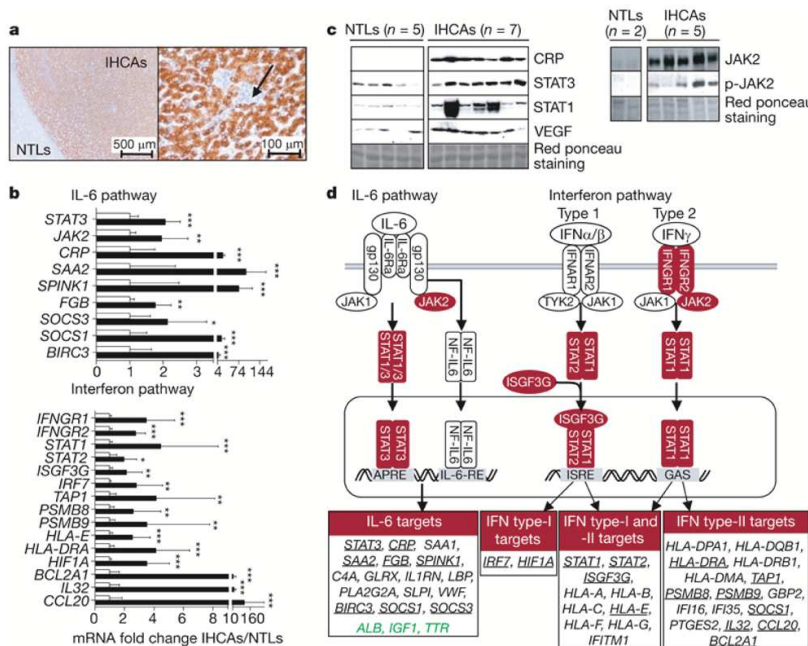 a
IHCAs
NTLs
500 μm
100 μm
b
IL-6 pathway
STAT3 ***
JAK2 *
CRP ***
SAA2 ***
SPINK1 ***
FGB **
SOCS3 *
SOCS1 ***
BIRC3 ***
0 1 2 3 4 74 144
Interferon pathway
IFNGR1 ***
IFNGR2 ***
STAT1 ***
STAT2 *
ISGF3G *
IRF7 **
TAP1 *
PSMB8 **
PSMB9 **
HLA-E **
HLA-DRA **
HIF1A ***
BCL2A1 ***
IL32 ***
CCL20 ***
0 2 4 6 8 10 160
mRNA fold change IHCAs/NTLs
c
NTLs (n = 5) IHCAs (n = 7)
CRP
STAT3
STAT1
VEGF
Red ponceau
staining
NTLs
(n = 2)
IHCAs
(n = 5)
JAK2
p-JAK2
Red ponceau
staining
d
IL-6 pathway
IL-6
gp130
IL-6Ra
IL-6Ra
gp130
JAK1
JAK2
STAT1/3
STAT1/3
NF-IL6
NF-IL6
STAT3
STAT3
NF-IL6
NF-IL6
APRE
IL-6-RE
Interferon pathway
Type 1
IFNα/β
IFNAR1
IFNAR2
TYK2
JAK1
STAT2
STAT1
ISGF3G
ISGF3G
STAT2
STAT1
ISRE
Type 2
IFNγ
IFNGR1
IFNGR2
JAK1
JAK2
STAT1
STAT1
STAT1
STAT1
GAS
IL-6 targets
STAT3, CRP, SAA1,
SAA2, FGB, SPINK1,
C4A, GLRX, IL1RN, LBP,
PLA2G2A, SLPI, VWF,
BIRC3, SOCS1, SOCS3
ALB, IGF1, TTR
IFN type-I
targets
IRF7, HIF1A
IFN type-I and
-II targets
STAT1, STAT2,
ISGF3G,
HLA-A, HLA-B,
HLA-C, HLA-E,
HLA-F, HLA-G,
IFITM1
IFN type-II targets
HLA-DPA1, HLA-DQB1,
HLA-DRA, HLA-DRB1,
HLA-DMA, TAP1,
PSMB8, PSMB9, GBP2,
IFI16, IFI35, SOCS1,
PTGES2, IL32, CCL20,
BCL2A1